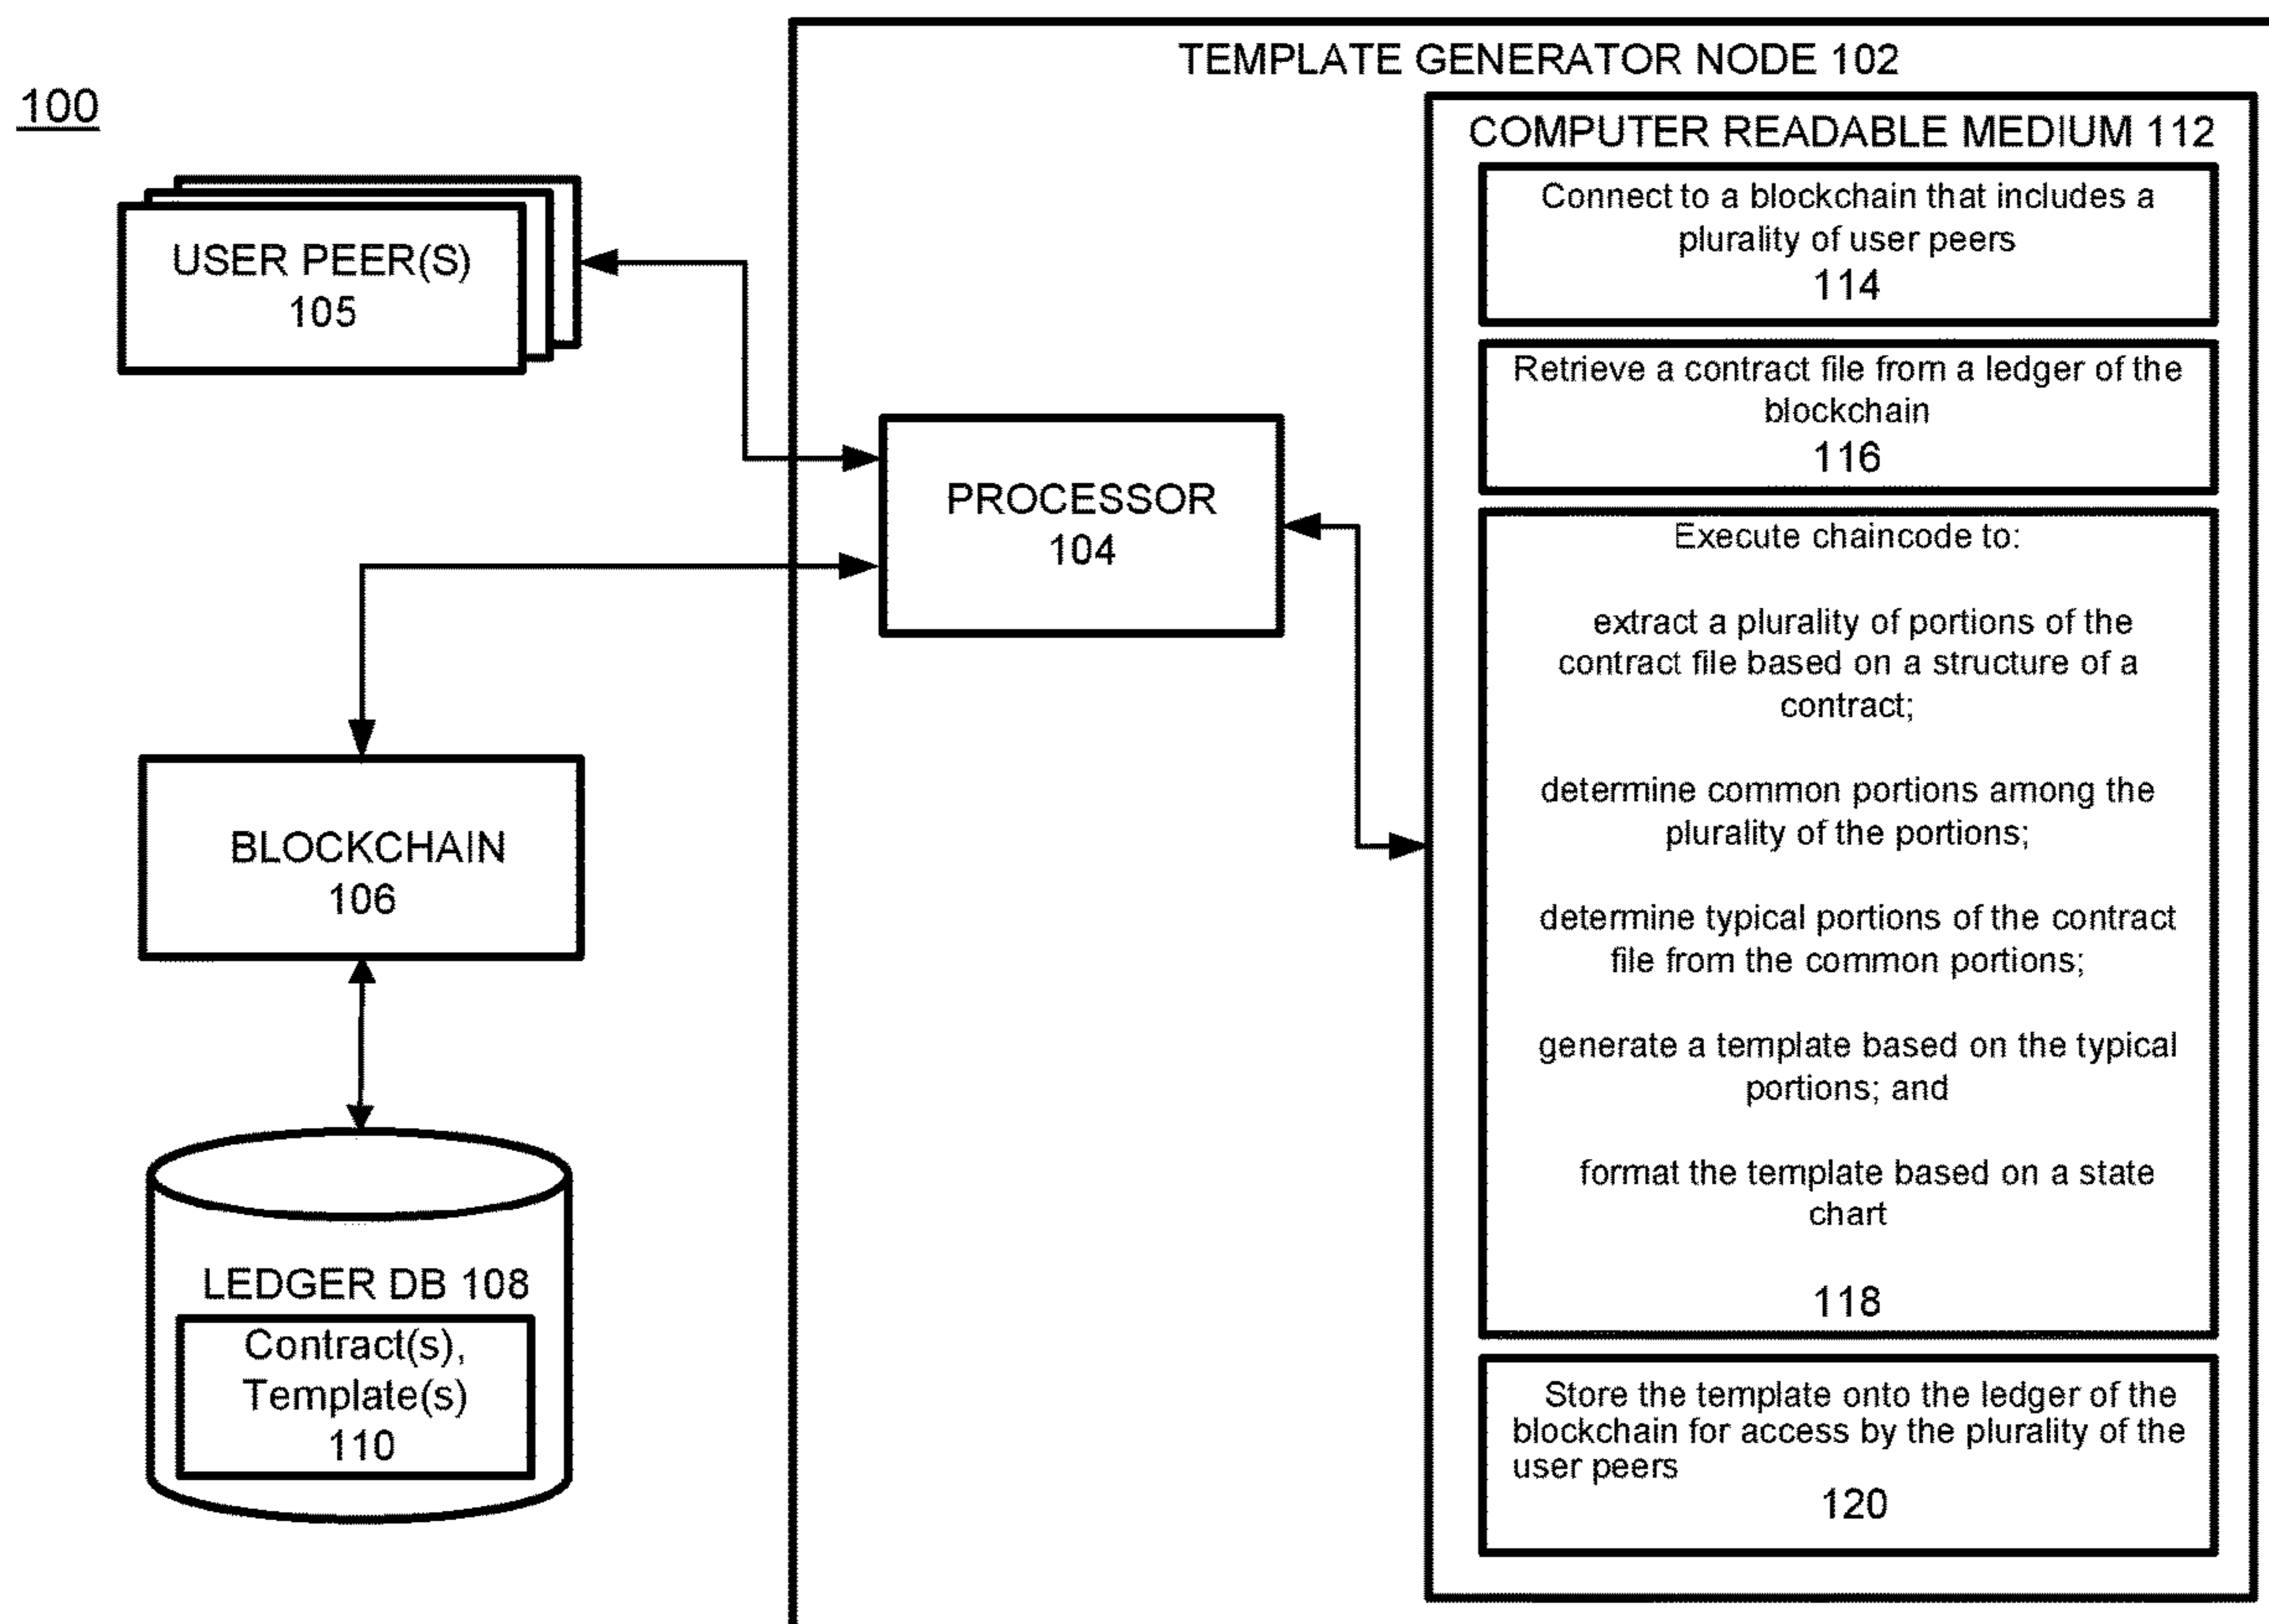 100
TEMPLATE GENERATOR NODE 102
USER PEER(S)
105
PROCESSOR
104
BLOCKCHAIN
106
LEDGER DB 108
Contract(s),
Template(s)
110
COMPUTER READABLE MEDIUM 112
Connect to a blockchain that includes a
plurality of user peers
114
Retrieve a contract file from a ledger of the
blockchain
116
Execute chaincode to:
extract a plurality of portions of the
contract file based on a structure of a
contract;
determine common portions among the
plurality of the portions;
determine typical portions of the contract
file from the common portions;
generate a template based on the typical
portions; and
format the template based on a state
chart
118
Store the template onto the ledger of the
blockchain for access by the plurality of the
user peers
120